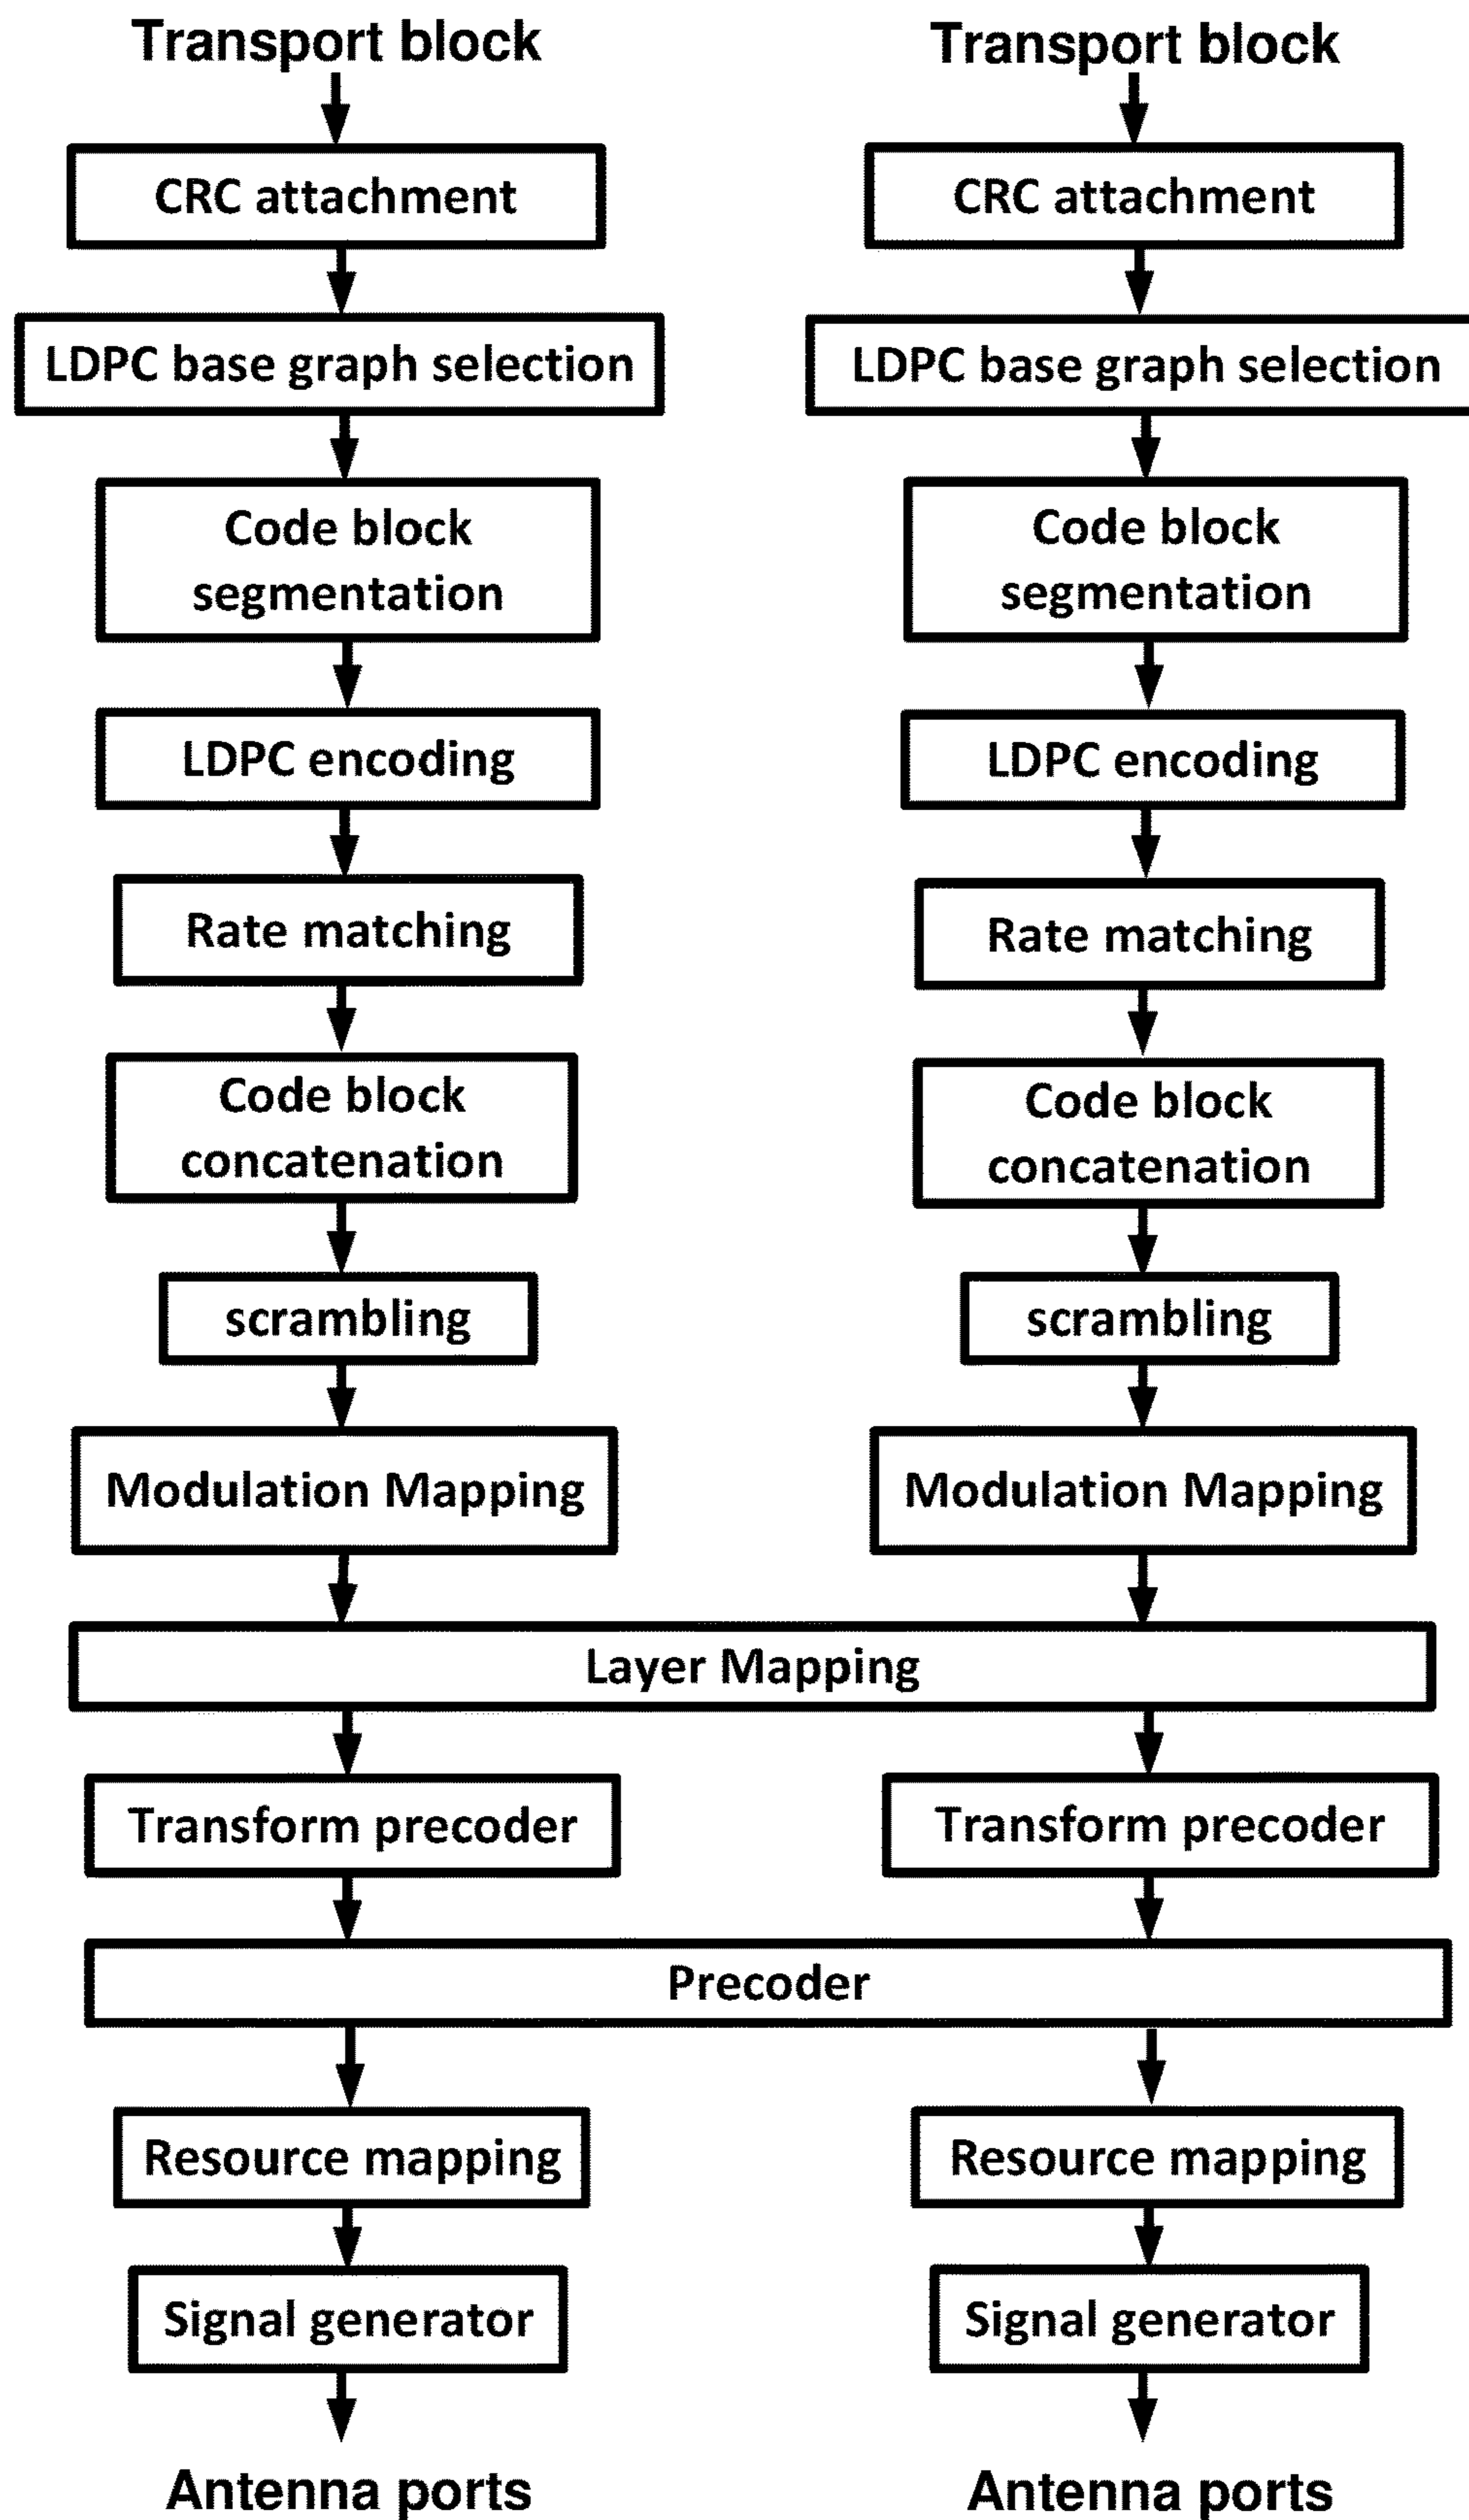 Transport block
Transport block
CRC attachment
CRC attachment
LDPC base graph selection
LDPC base graph selection
Code block
segmentation
Code block
segmentation
LDPC encoding
LDPC encoding
Rate matching
Rate matching
Code block
concatenation
Code block
concatenation
scrambling
scrambling
Modulation Mapping
Modulation Mapping
Layer Mapping
Transform precoder
Transform precoder
Precoder
Resource mapping
Resource mapping
Signal generator
Signal generator
Antenna ports
Antenna ports